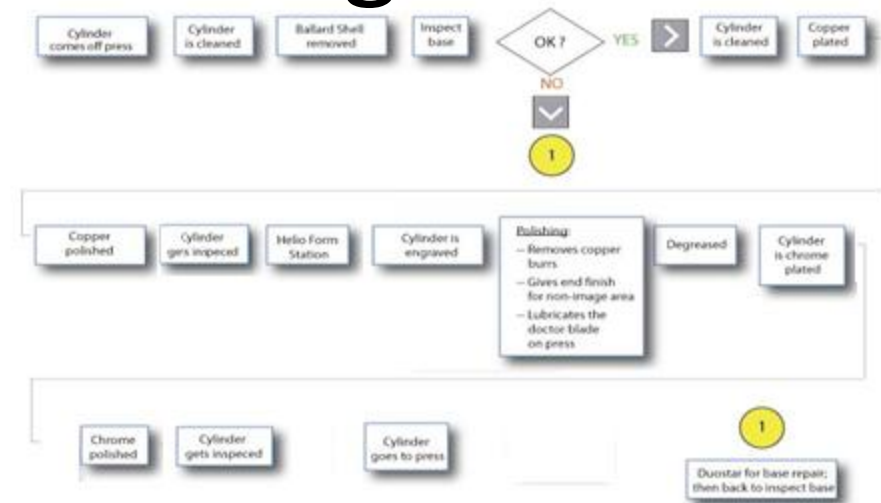 Cylinder
comes off press
Cylinder
is cleaned
Ballard Shell
removed
Inspect
base
OK ?
YES
Cylinder
is cleaned
Copper
plated
NO
1
Copper
polished
Cylinder
gers inspeced
Helio Form
Station
Cylinder is
engraved
Polishing:
– Removes copper
burrs
– Gives end finish
for non-image area
– Lubricates the
doctor blade
on press
Degreased
Cylinder
is chrome
plated
Chrome
polished
Cylinder
gets inspeced
Cylinder
goes to press
1
Duostar for base repair;
then back to inspect base